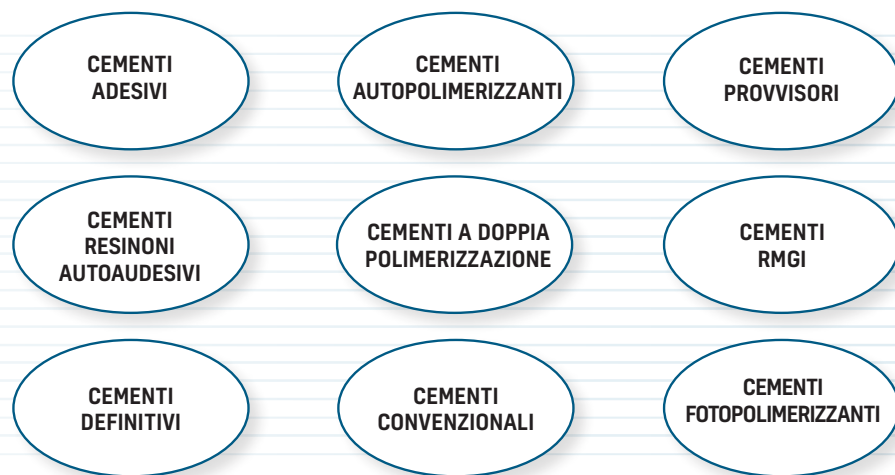 CEMENTI
ADESIVI
CEMENTI
AUTOPOLIMERIZZANTI
CEMENTI
PROVVISORI
CEMENTI
RESINONI
AUTOAUDESIVI
CEMENTI A DOPPIA
POLIMERIZZAZIONE
CEMENTI
RMGI
CEMENTI
DEFINITIVI
CEMENTI
CONVENZIONALI
CEMENTI
FOTOPOLIMERIZZANTI